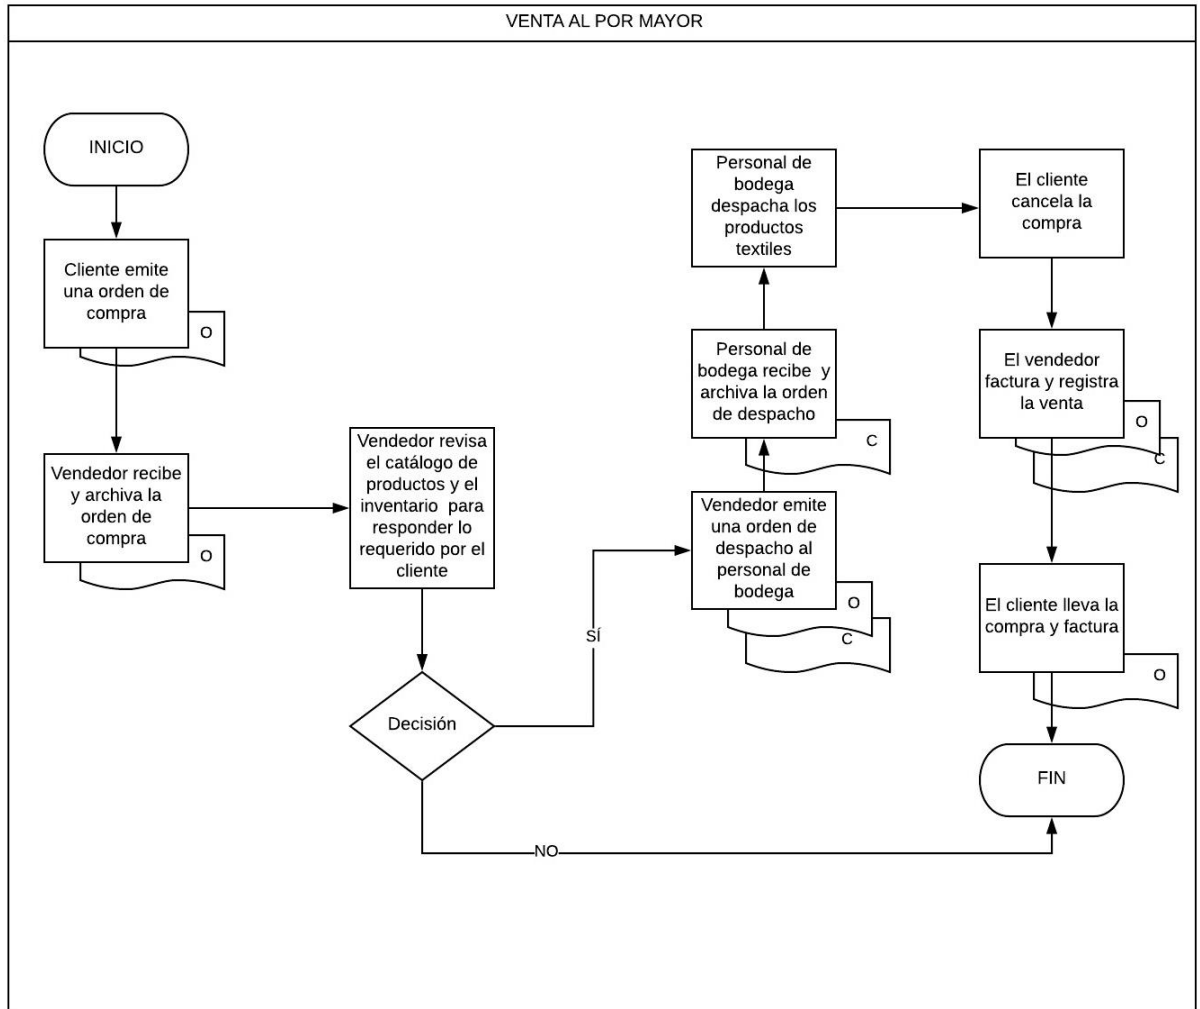 VENTA AL POR MAYOR
INICIO
Cliente emite
una orden de
compra
O
Vendedor recibe
y archiva la
orden de
compra
O
Vendedor revisa
el catálogo de
productos y el
inventario para
responder lo
requerido por el
cliente
Decisión
SÍ
NO
Vendedor emite
una orden de
despacho al
personal de
bodega
O
C
Personal de
bodega recibe y
archiva la orden
de despacho
C
Personal de
bodega
despacha los
productos
textiles
El cliente
cancela la
compra
El vendedor
factura y registra
la venta
O
C
El cliente lleva la
compra y factura
O
FIN